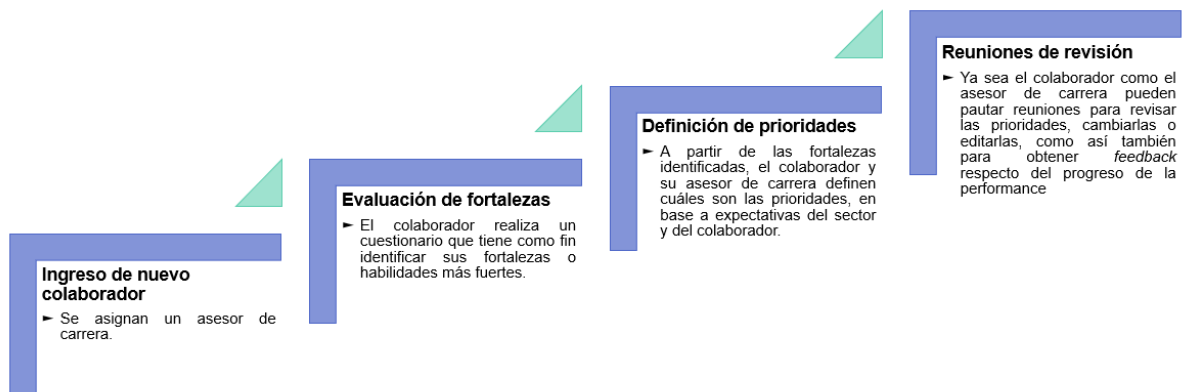 Ingreso de nuevo
colaborador
► Se asignan un asesor de
carrera.
Evaluación de fortalezas
► El colaborador realiza un
cuestionario que tiene como fin
identificar sus fortalezas o
habilidades más fuertes.
Definición de prioridades
► A partir de las fortalezas
identificadas, el colaborador y
su asesor de carrera definen
cuáles son las prioridades, en
base a expectativas del sector
y del colaborador.
Reuniones de revisión
► Ya sea el colaborador como el
asesor de carrera pueden
pautar reuniones para revisar
las prioridades, cambiarlas o
editarlas, como así también
para obtener feedback
respecto del progreso de la
performance